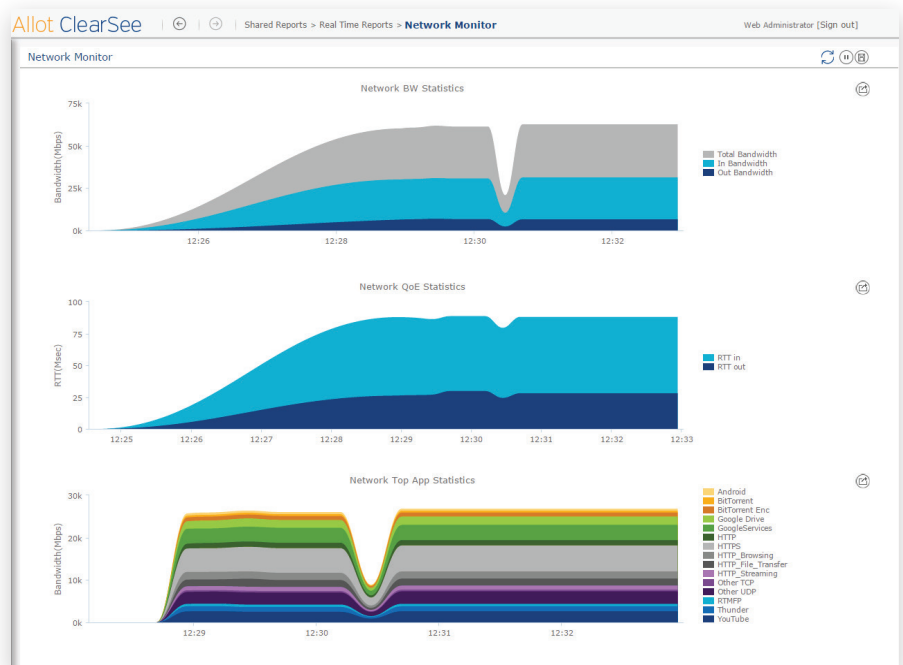 Allot ClearSee
Shared Reports > Real Time Reports > Network Monitor
Web Administrator [Sign out]
Network Monitor
Network BW Statistics
Bandwidth(Mbps)
75k
50k
25k
0k
12:26 12:28 12:30 12:32
Total Bandwidth
In Bandwidth
Out Bandwidth
Network QoE Statistics
RTT(Msec)
100
75
50
25
0
12:25 12:26 12:27 12:28 12:29 12:30 12:31 12:32 12:33
RTT in
RTT out
Network Top App Statistics
Bandwidth(Mbps)
30k
20k
10k
0k
12:29 12:30 12:31 12:32
Android
BitTorrent
BitTorrent Enc
Google Drive
GoogleServices
HTTP
HTTPS
HTTP_Browsing
HTTP_File_Transfer
HTTP_Streaming
Other TCP
Other UDP
RTMFP
Thunder
YouTube